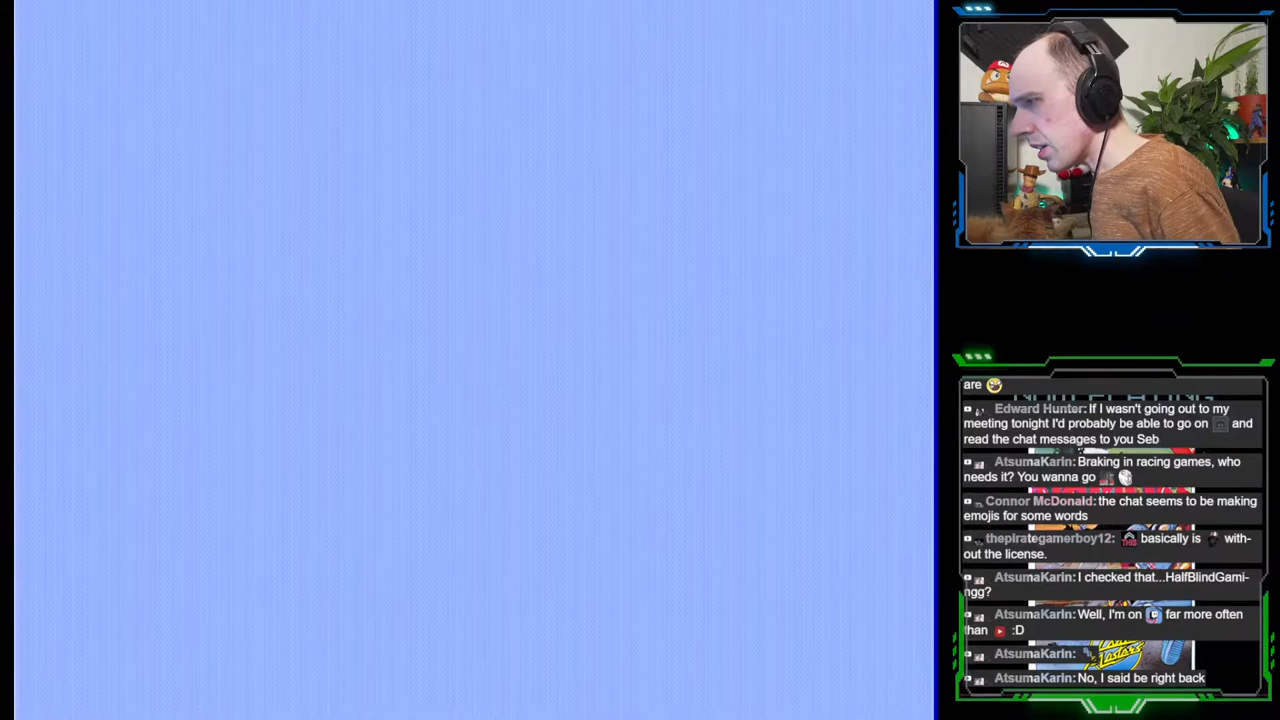 are
NOW PLAYING
Edward Hunter: If I wasn't going out to my
meeting tonight I'd probably be able to go on and
read the chat messages to you Seb
AtsumaKarin: Braking in racing games, who
needs it? You wanna go
Connor McDonald: the chat seems to be making
emojis for some words
thepirategamerboy12: THIS basically is with-
out the license.
AtsumaKarin: I checked that...HalfBlindGami-
ngg?
AtsumaKarin: Well, I'm on far more often
than :D
AtsumaKarin:
AtsumaKarin: No, I said be right back